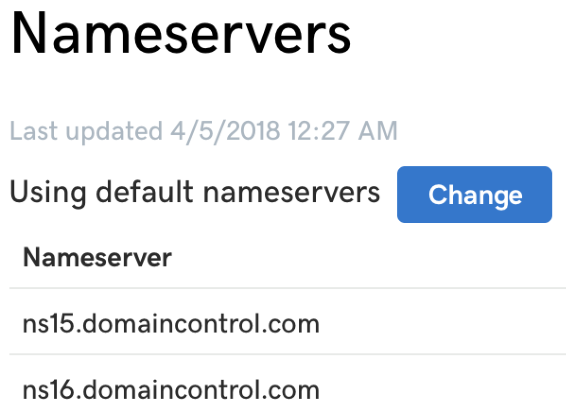 Nameservers
Last updated 4/5/2018 12:27 AM
Using default nameservers Change
Nameserver
ns15.domaincontrol.com
ns16.domaincontrol.com